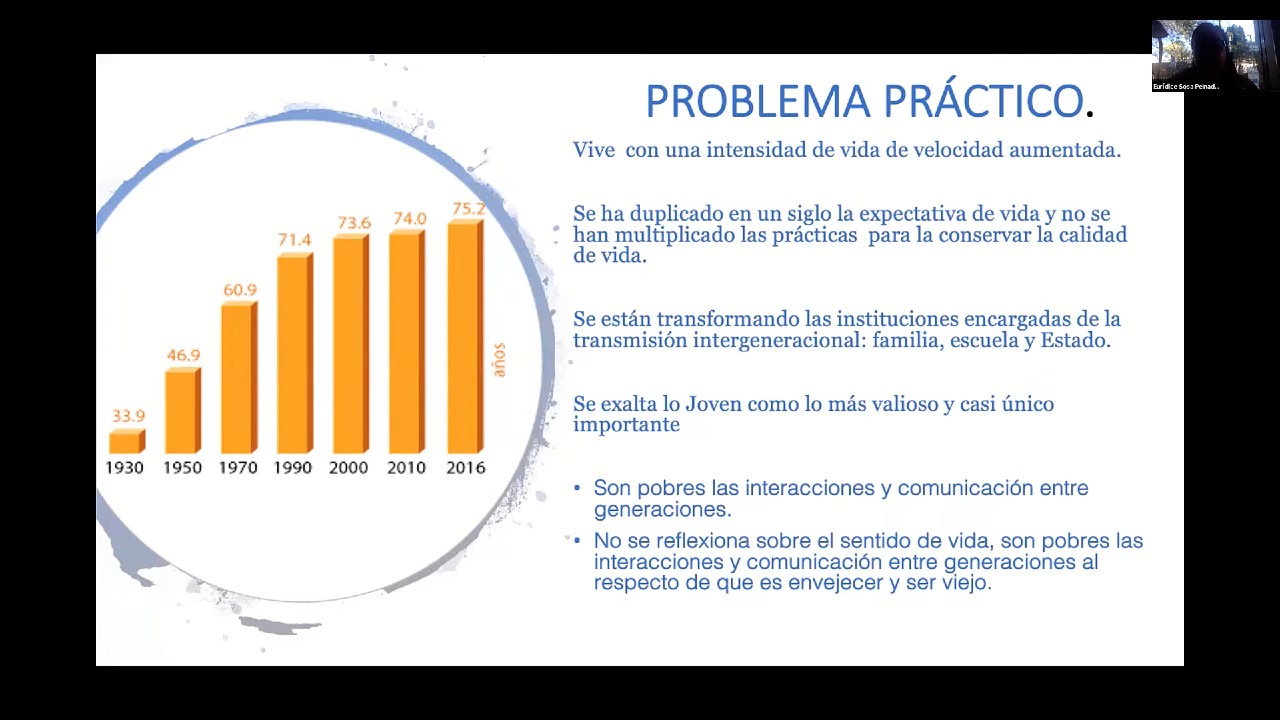 Eurídice Sosa Peinad...
PROBLEMA PRÁCTICO.
Vive con una intensidad de vida de velocidad aumentada.
Se ha duplicado en un siglo la expectativa de vida y no se
han multiplicado las prácticas para la conservar la calidad
de vida.
Se están transformando las instituciones encargadas de la
transmisión intergeneracional: familia, escuela y Estado.
Se exalta lo Joven como lo más valioso y casi único
importante
• Son pobres las interacciones y comunicación entre
generaciones.
• No se reflexiona sobre el sentido de vida, son pobres las
interacciones y comunicación entre generaciones al
respecto de que es envejecer y ser viejo.
33.9
46.9
60.9
71.4
73.6
74.0
75.2
años
1930 1950 1970 1990 2000 2010 2016